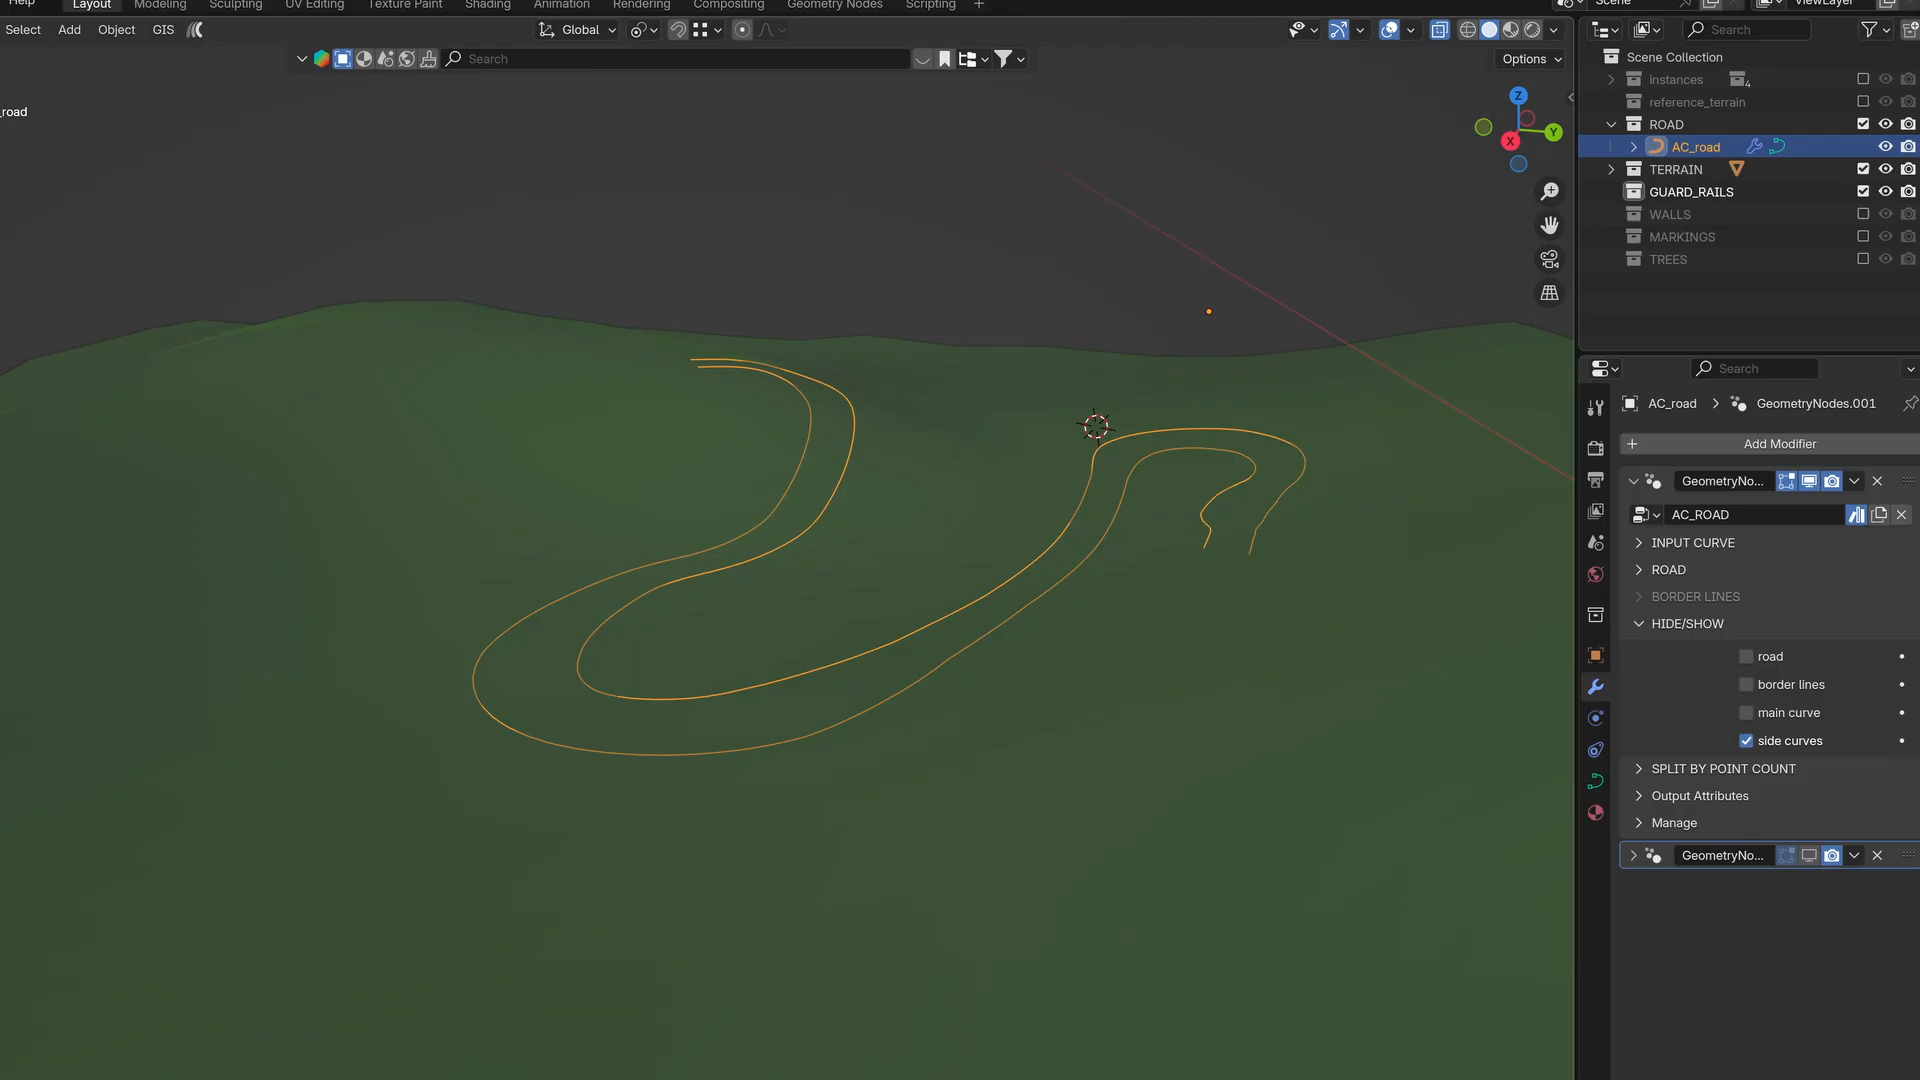 Help Layout Modeling Sculpting UV Editing Texture Paint Shading Animation Rendering Compositing Geometry Nodes Scripting + Scene ViewLayer
Select Add Object GIS Global Search
Search Options
Scene Collection
Instances 4
_road
reference_terrain
ROAD
Z
Y
X
AC_road
TERRAIN
GUARD_RAILS
WALLS
MARKINGS
TREES
Search
AC_road > GeometryNodes.001
+ Add Modifier
GeometryNo...
AC_ROAD
INPUT CURVE
ROAD
BORDER LINES
HIDE/SHOW
road
border lines
main curve
side curves
SPLIT BY POINT COUNT
Output Attributes
Manage
GeometryNo...